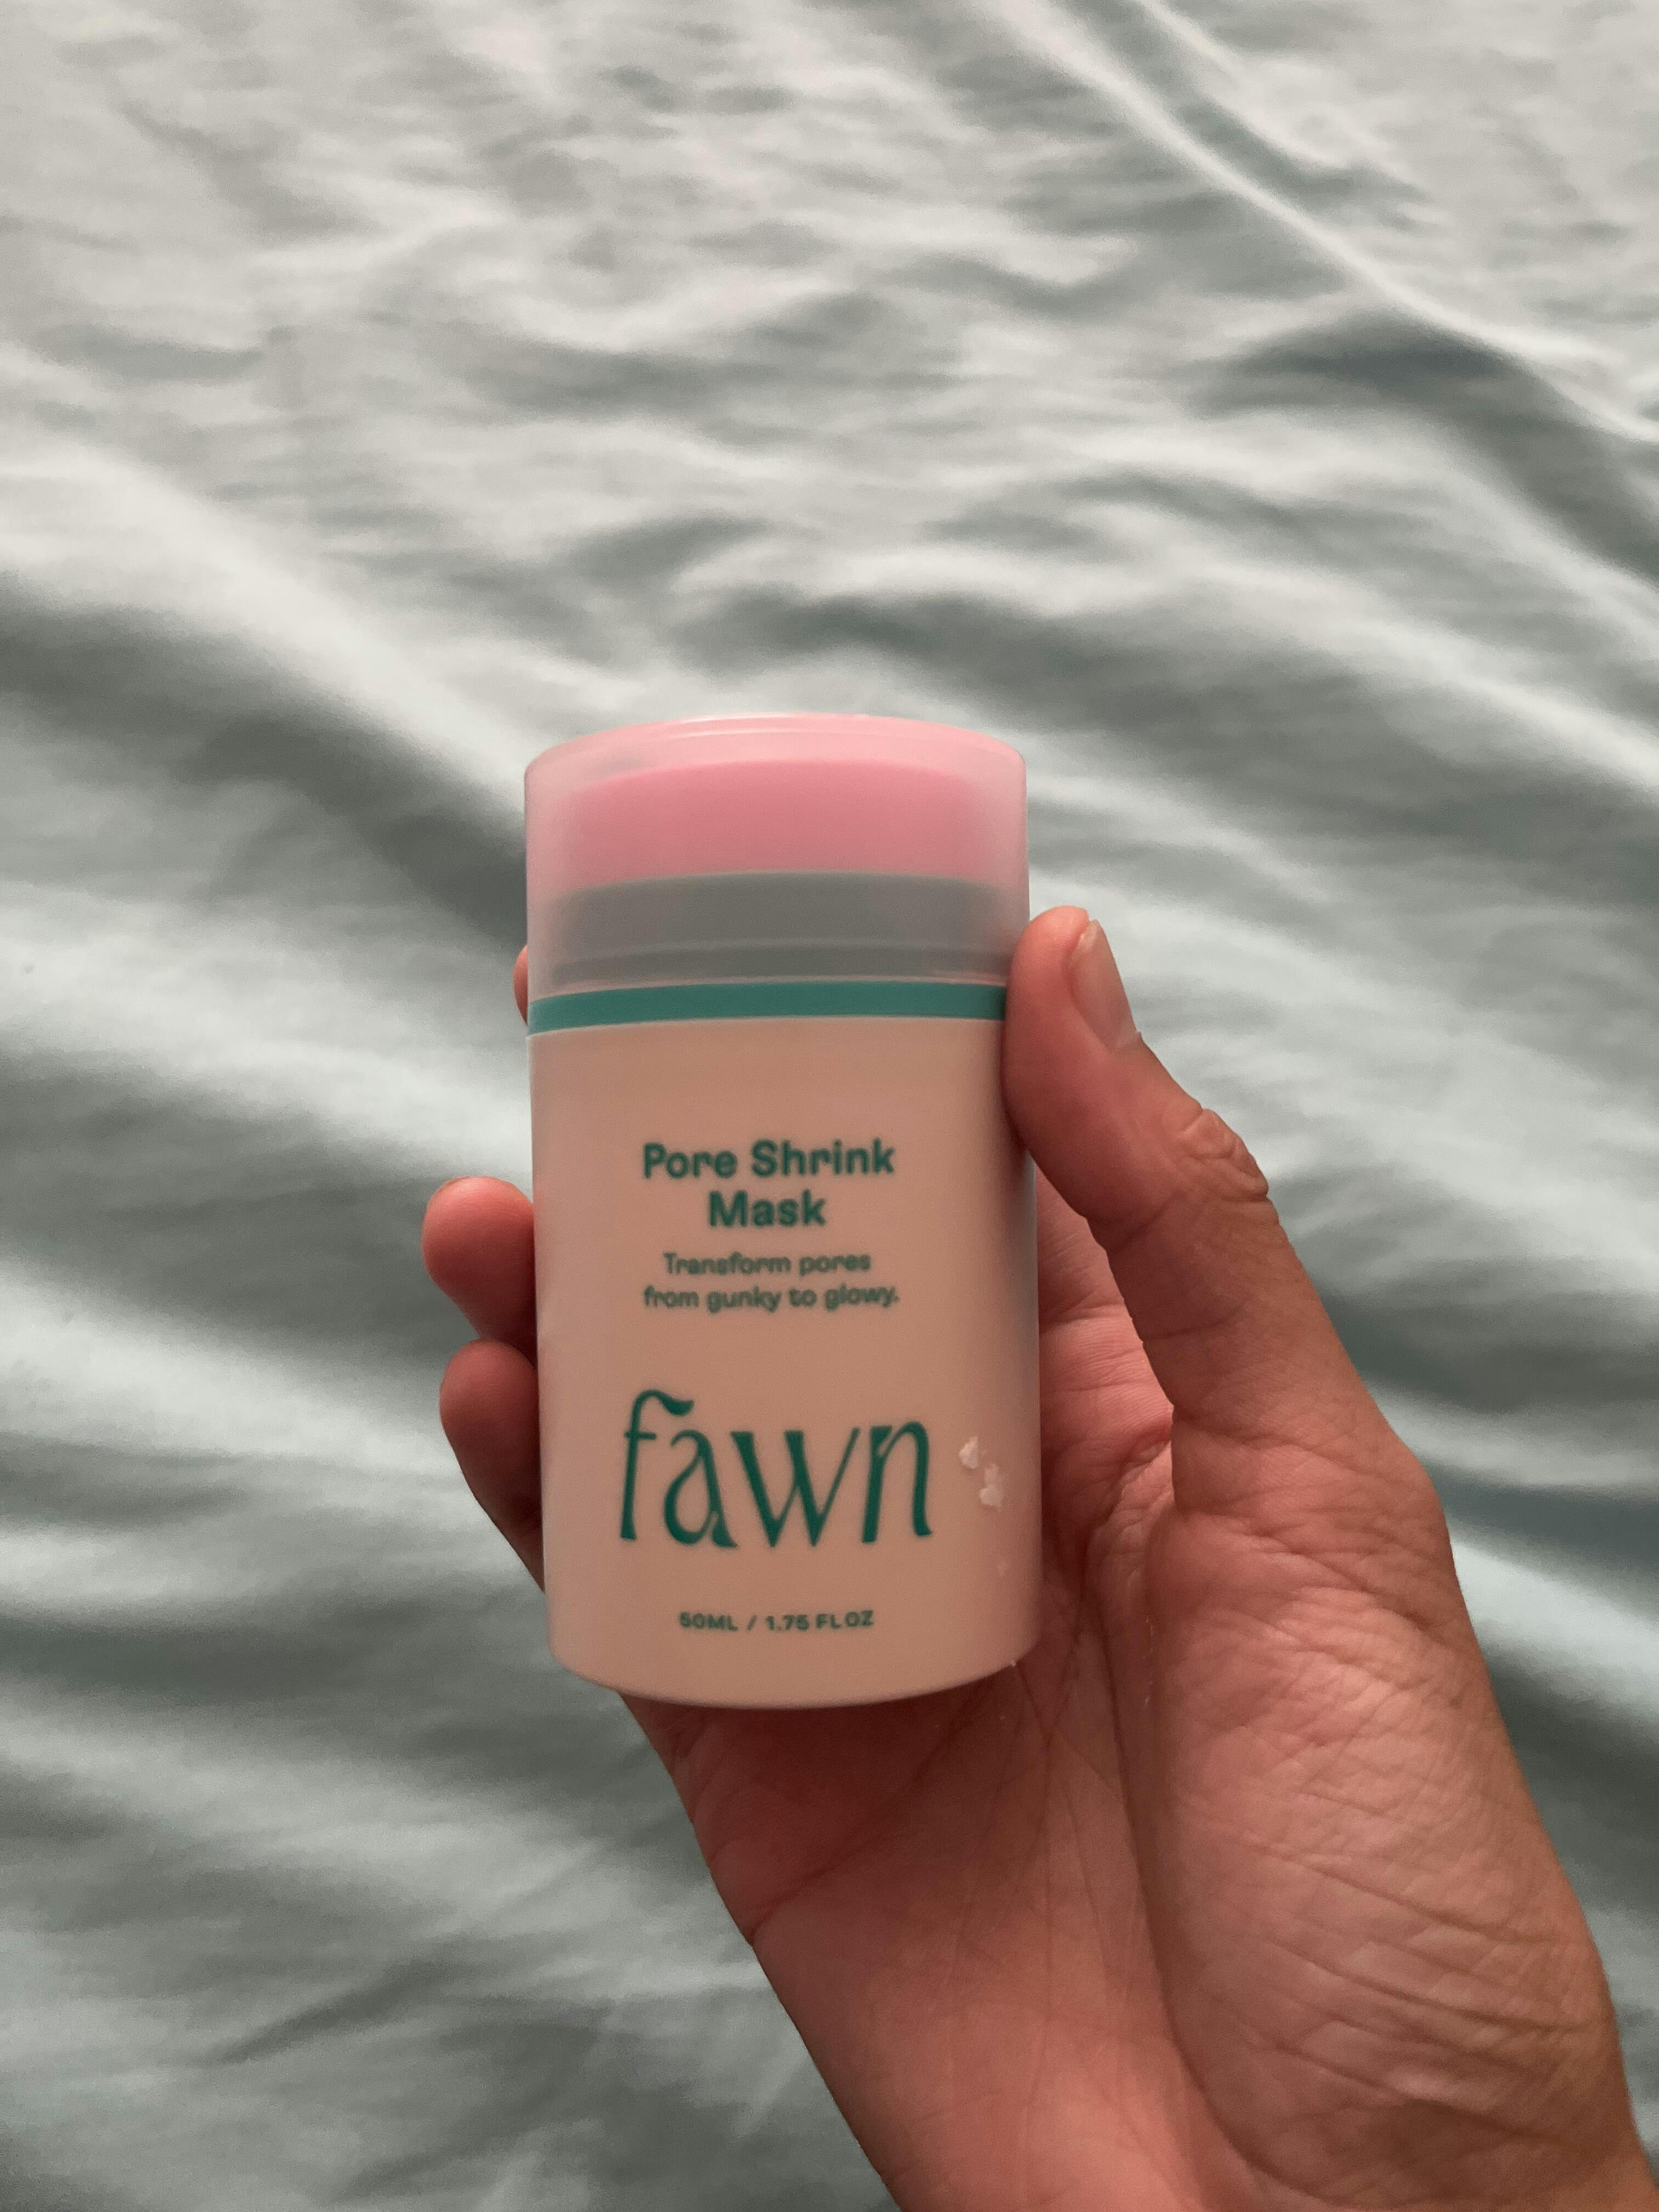 Pore Shrink
Mask
Transform pores
from gunky to glowy.
fawn
50ML / 1.75 FL OZ